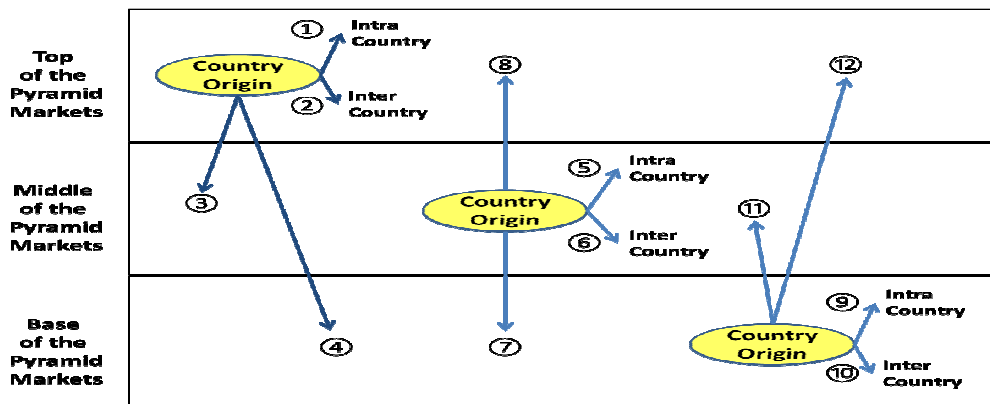 Top
of the
Pyramid
Markets
Country
Origin
①
Intra
Country
②
Inter
Country
③
④
⑧
⑫
Middle
of the
Pyramid
Markets
Country
Origin
⑤
Intra
Country
⑥
Inter
Country
⑦
⑪
Base
of the
Pyramid
Markets
Country
Origin
⑨
Intra
Country
⑩
Inter
Country